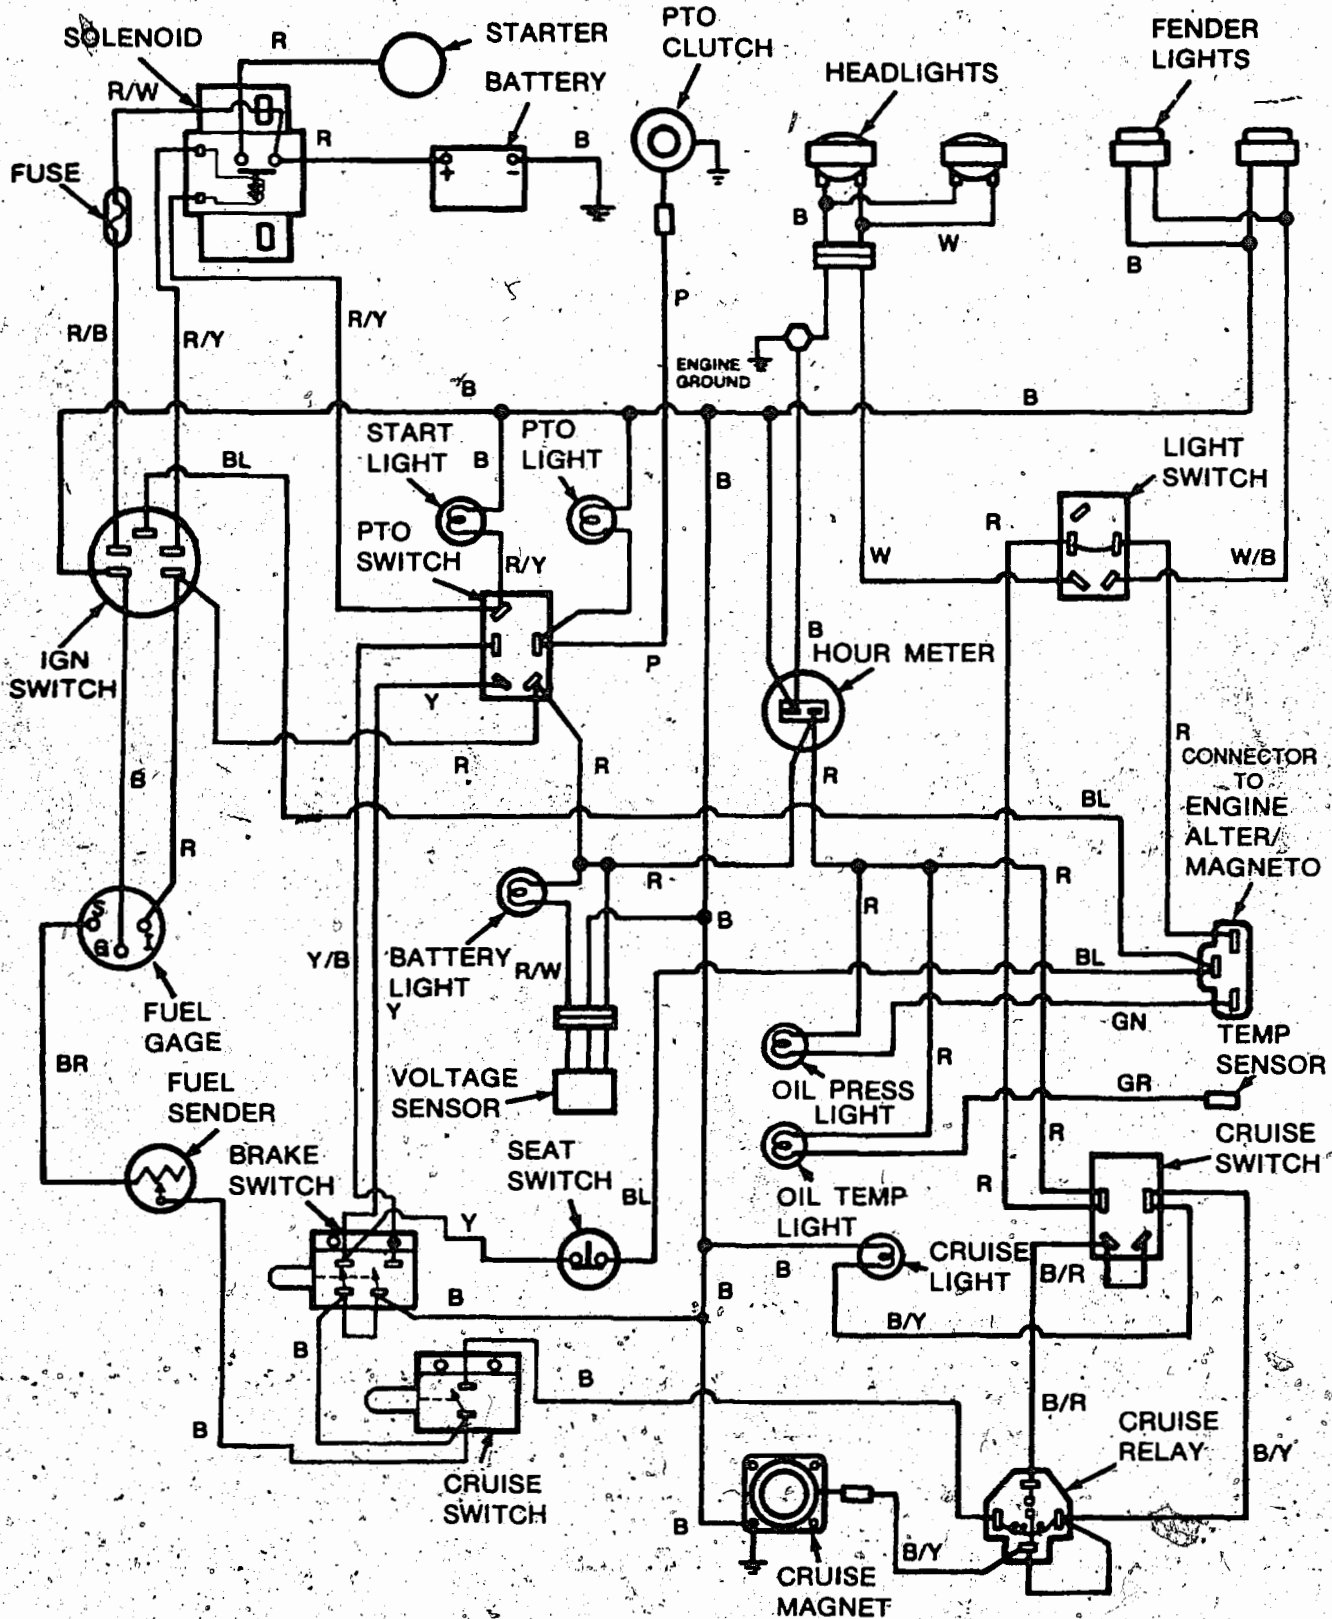 SOLENOID
R
STARTER
BATTERY
R/W
R
B
+
-
FUSE
PTO
CLUTCH
HEADLIGHTS
FENDER
LIGHTS
B
W
B
P
R/B
R/Y
R/Y
ENGINE
GROUND
B
B
START
LIGHT
B
PTO
LIGHT
BL
B
LIGHT
SWITCH
R
PTO
SWITCH
R/Y
W
W/B
IGN
SWITCH
B
HOUR METER
P
Y
R
R
R
R
CONNECTOR
TO
ENGINE
ALTER/
MAGNETO
B
BL
R
R
R
R
S
G
I
B
Y/B
BATTERY
LIGHT
R/W
Y
BL
FUEL
GAGE
GN
TEMP
SENSOR
BR
FUEL
SENDER
VOLTAGE
SENSOR
OIL PRESS
LIGHT
R
GR
BRAKE
SWITCH
SEAT
SWITCH
BL
R
CRUISE
SWITCH
OIL TEMP
LIGHT
R
Y
CRUISE
LIGHT
B
B/R
B
B
B/Y
B
B
B/R
CRUISE
RELAY
B
B/Y
CRUISE
SWITCH
B
B/Y
CRUISE
MAGNET